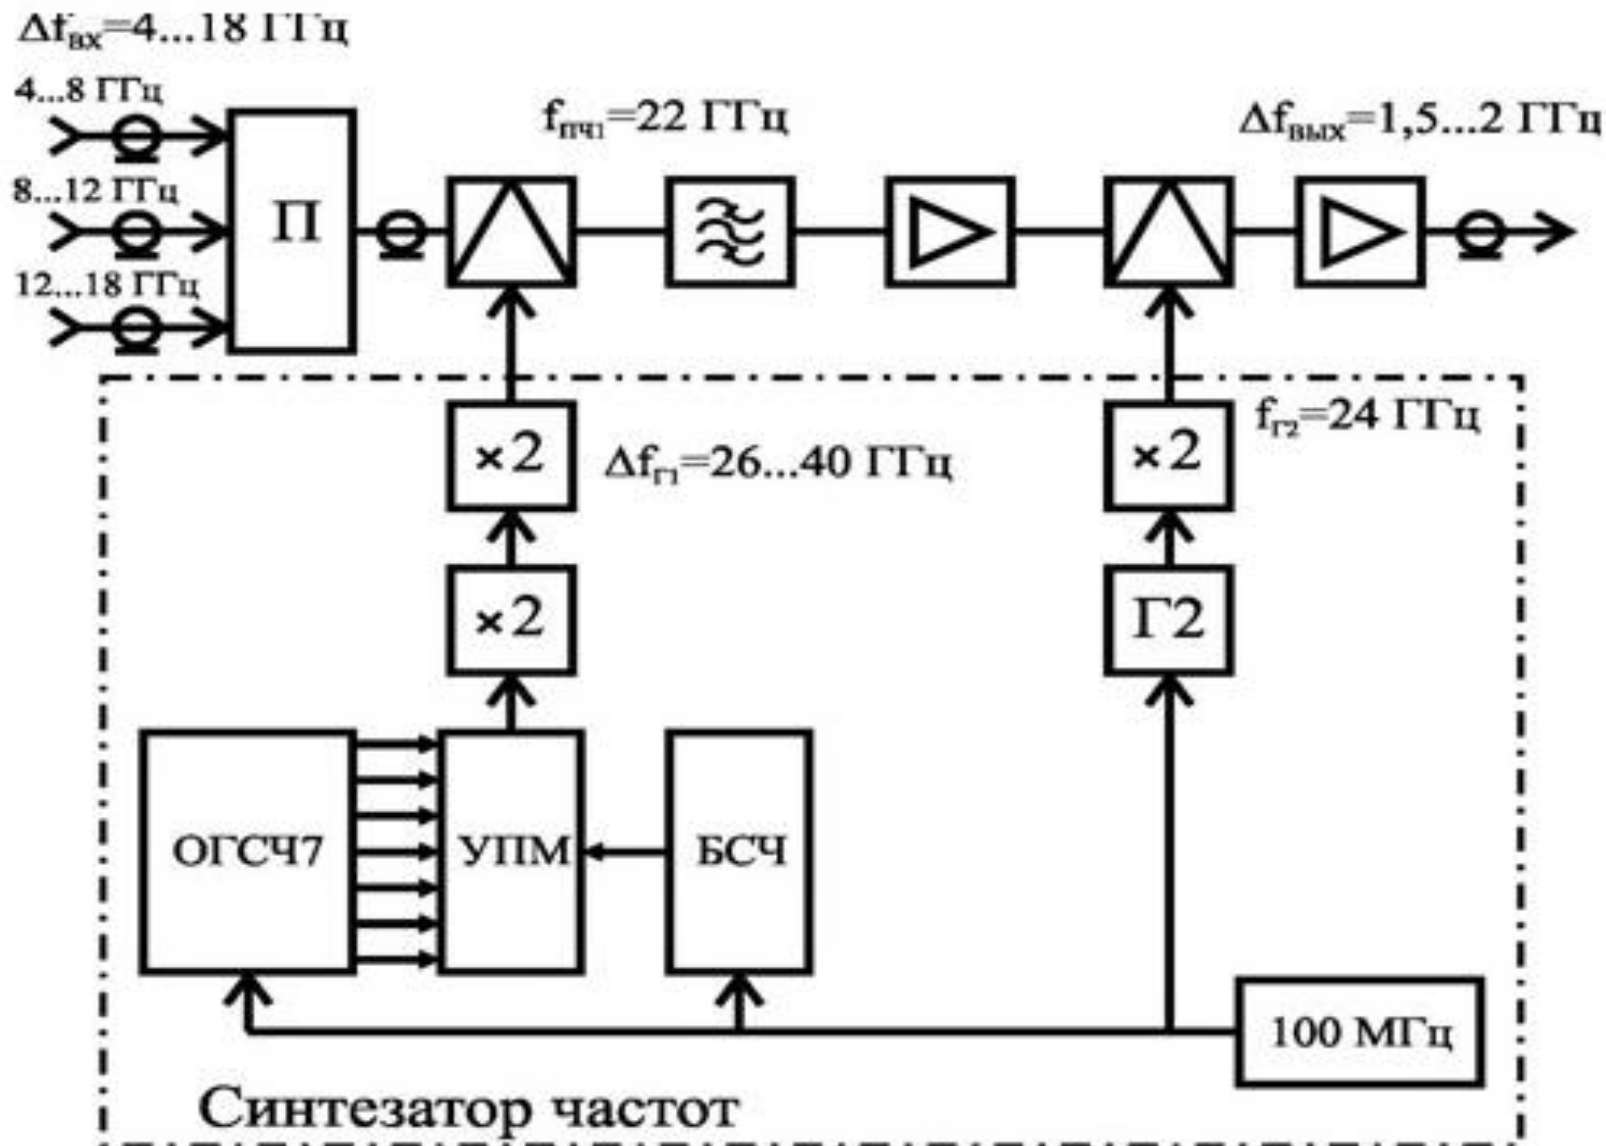 Δfвх=4...18 ГГц
4...8 ГГц
fпч1=22 ГГц
Δfвых=1,5...2 ГГц
8...12 ГГц
П
12...18 ГГц
×2
Δfг1=26...40 ГГц
×2
fг2=24 ГГц
×2
Г2
ОГСЧ7
УПМ
БСЧ
100 МГц
Синтезатор частот